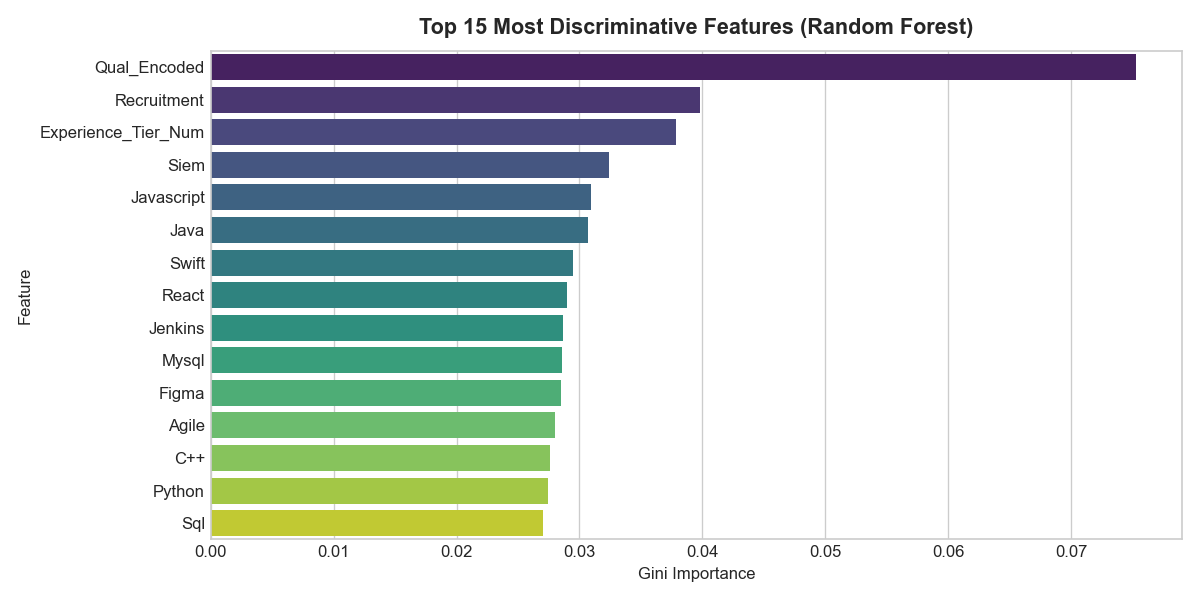 Top 15 Most Discriminative Features (Random Forest)
Feature
Qual_Encoded
Recruitment
Experience_Tier_Num
Siem
Javascript
Java
Swift
React
Jenkins
Mysql
Figma
Agile
C++
Python
Sql
0.00 0.01 0.02 0.03 0.04 0.05 0.06 0.07
Gini Importance